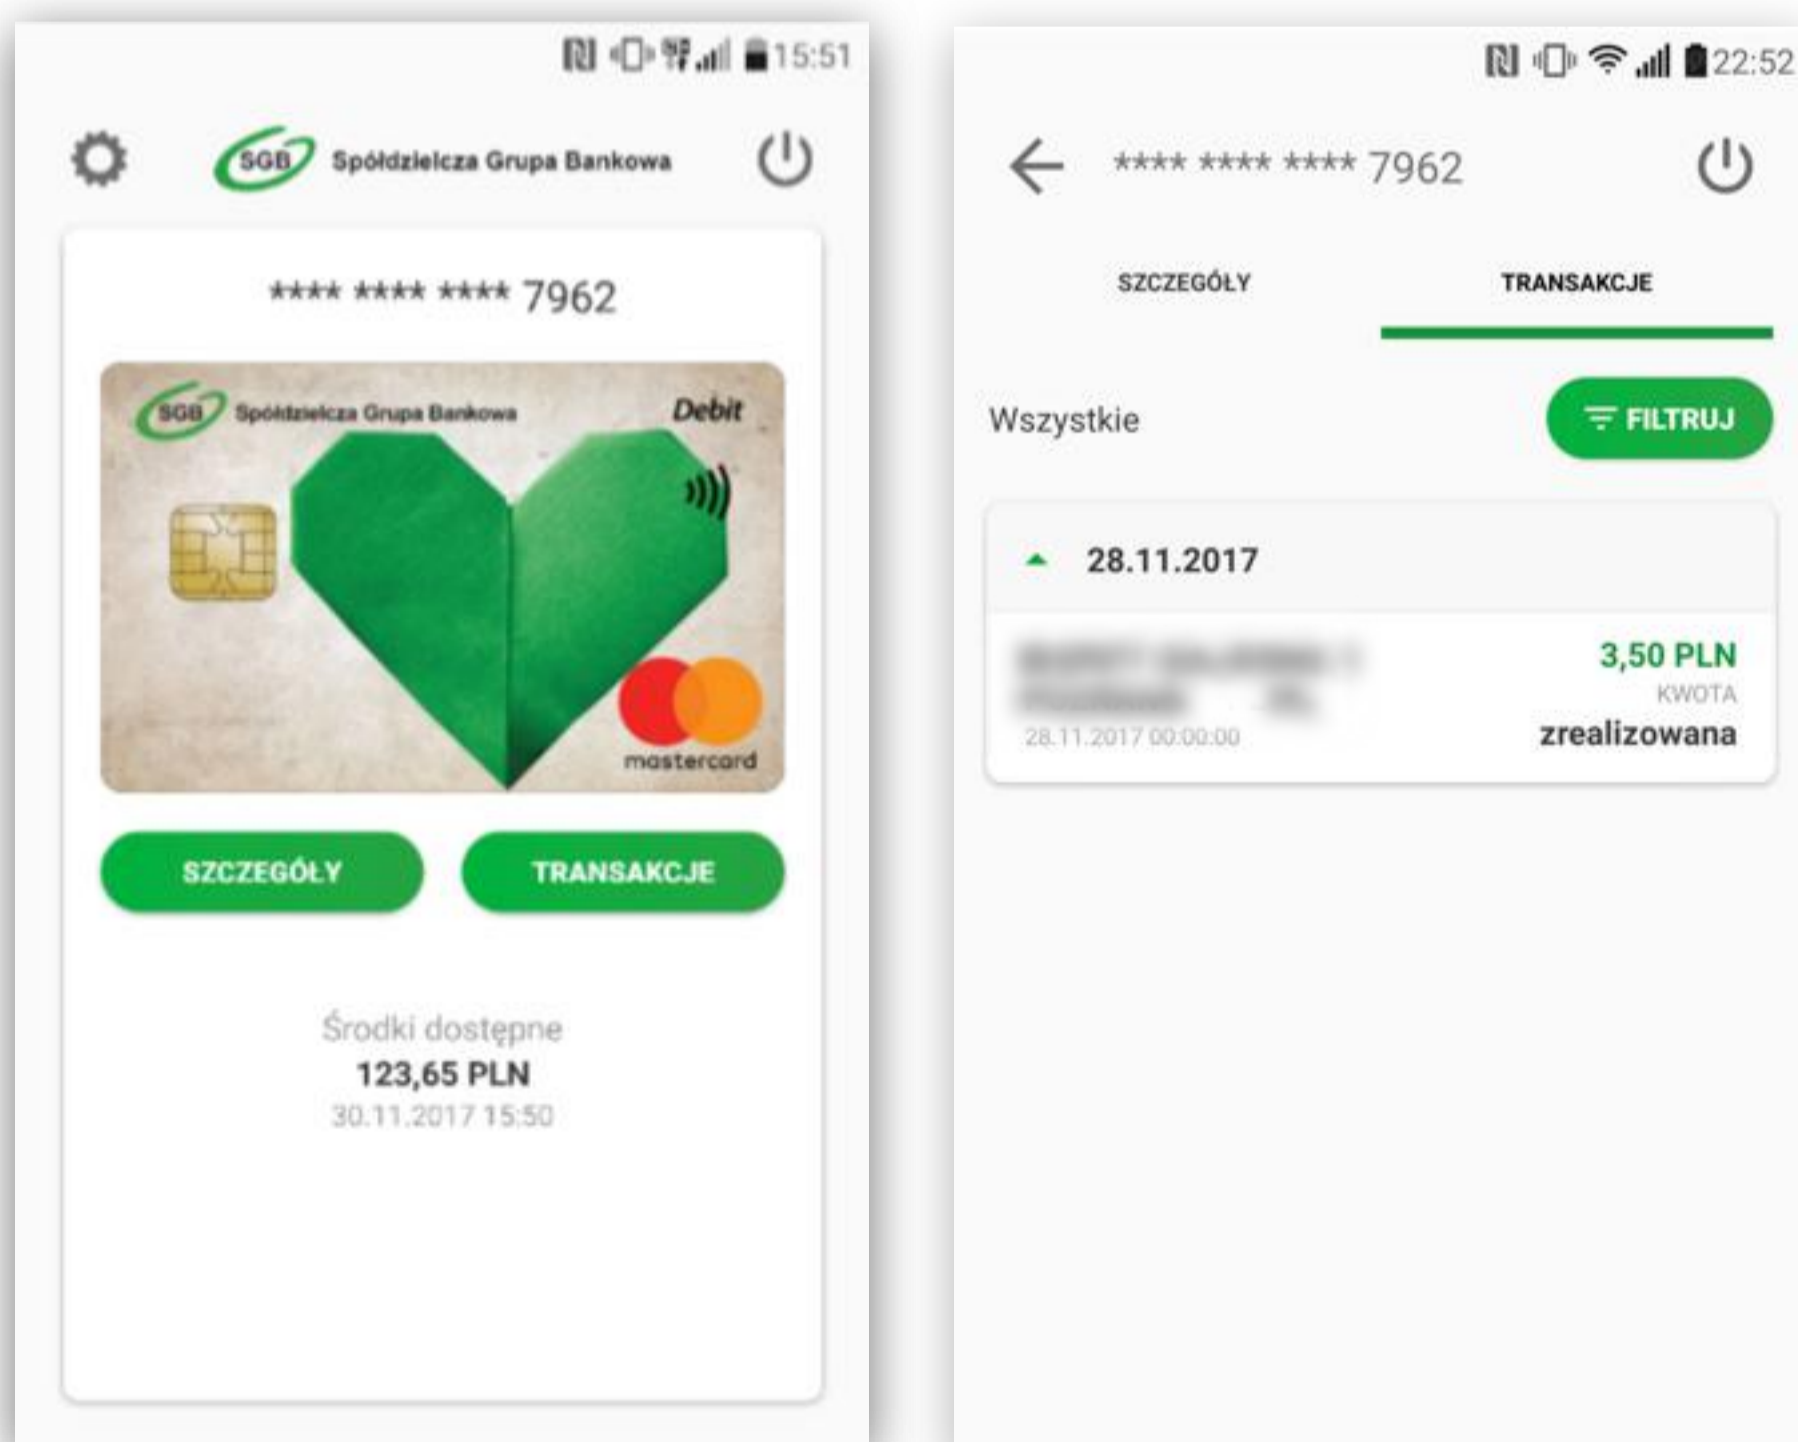 15:51
SGB Spółdzielcza Grupa Bankowa
**** **** **** 7962
SGB Spółdzielcza Grupa Bankowa Debit
mastercard
SZCZEGÓŁY TRANSAKCJE
Środki dostępne
123,65 PLN
30.11.2017 15:50
22:52
**** **** **** 7962
SZCZEGÓŁY TRANSAKCJE
Wszystkie FILTRUJ
28.11.2017
3,50 PLN
KWOTA
28.11.2017 00:00:00 zrealizowana